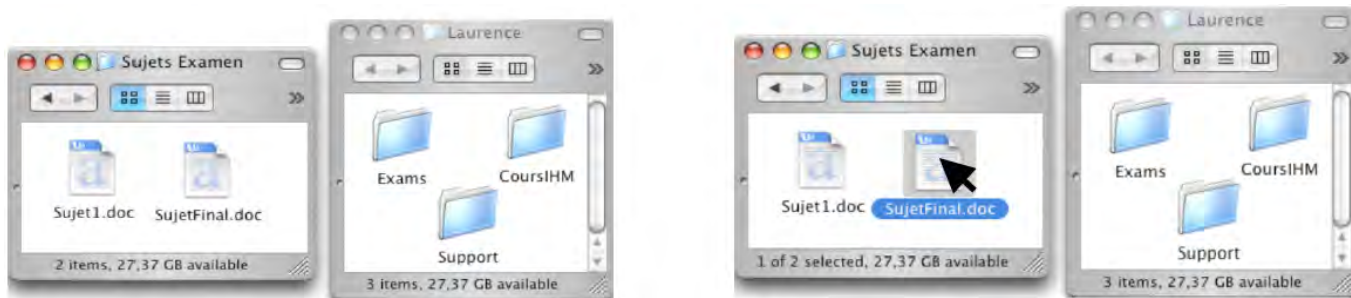 Sujets Examen
Sujet1.doc SujetFinal.doc
2 items, 27,37 GB available
Laurence
Exams CoursIHM
Support
3 items, 27,37 GB available
Sujets Examen
Sujet1.doc SujetFinal.doc
1 of 2 selected, 27,37 GB available
Laurence
Exams CoursIHM
Support
3 items, 27,37 GB available